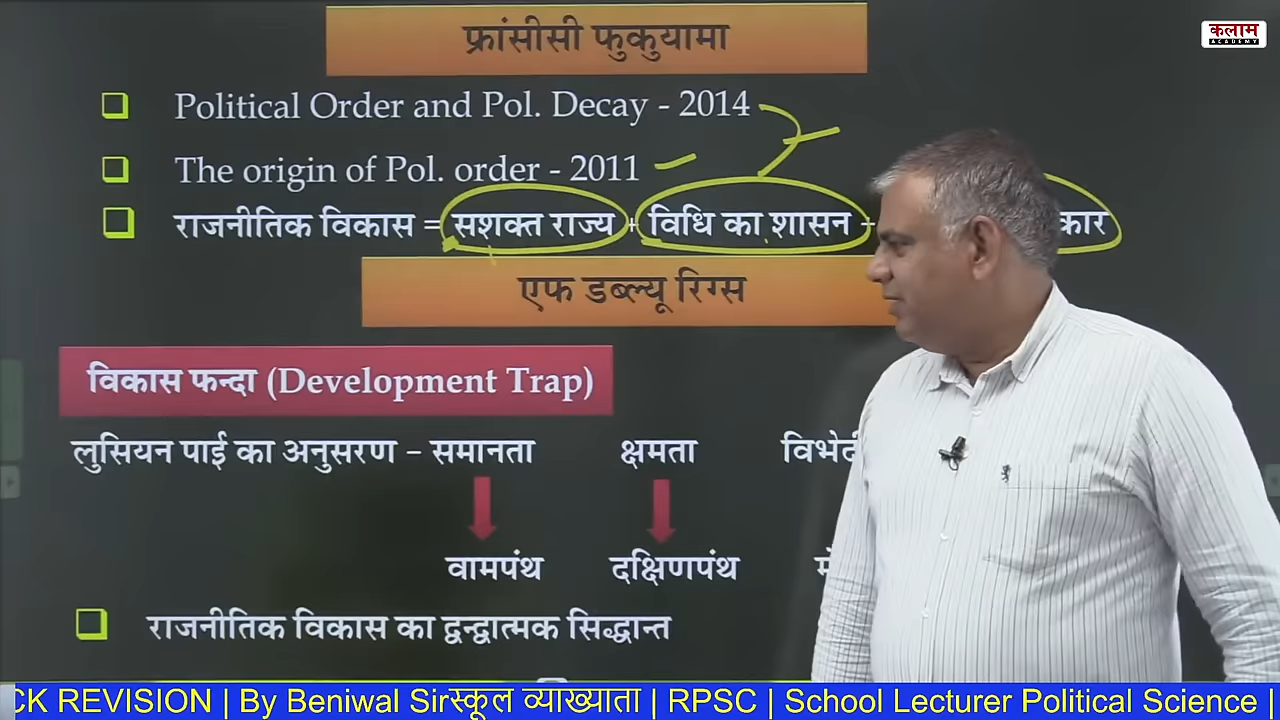 फ्रांसीसी फुकुयामा
कलाम
ACADEMY
Political Order and Pol. Decay - 2014
The origin of Pol. order - 2011
राजनीतिक विकास = सशक्त राज्य + विधि का शासन +
एफ डब्ल्यू रिग्स
विकास फन्दा (Development Trap)
लुसियन पाई का अनुसरण – समानता क्षमता
वामपंथ दक्षिणपंथ
राजनीतिक विकास का द्वन्द्वात्मक सिद्धान्त
REVISION | By Beniwal Sirस्कूल व्याख्याता | RPSC | School Lecturer Political Science |